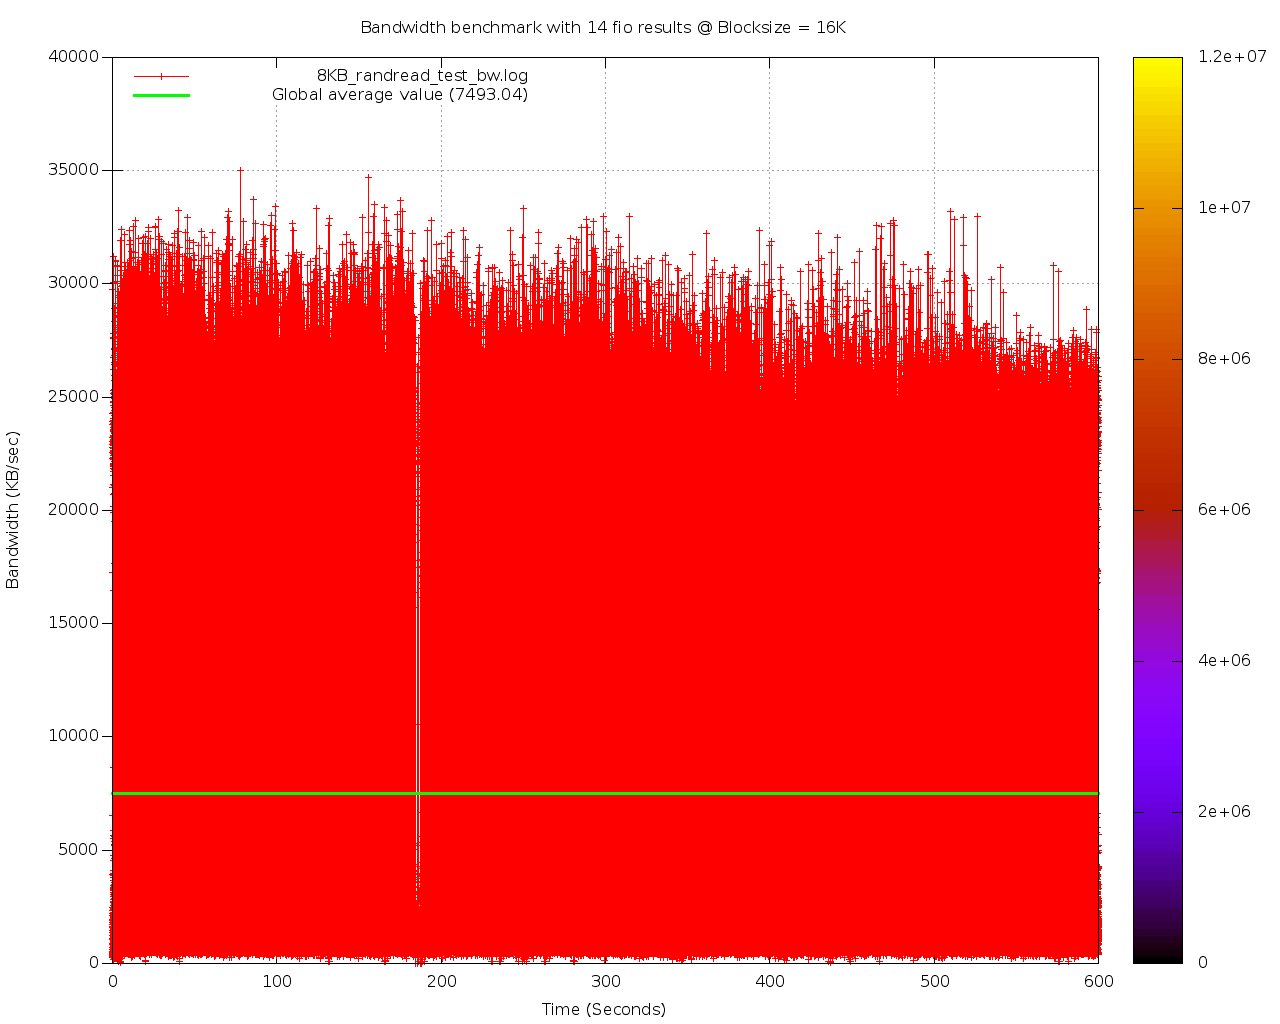 Bandwidth benchmark with 14 fio results @ Blocksize = 16K
8KB_randread_test_bw.log
Global average value (7493.04)
40000
35000
30000
25000
20000
15000
10000
5000
0
Bandwidth (KB/sec)
0 100 200 300 400 500 600
Time (Seconds)
1.2e+07
1e+07
8e+06
6e+06
4e+06
2e+06
0